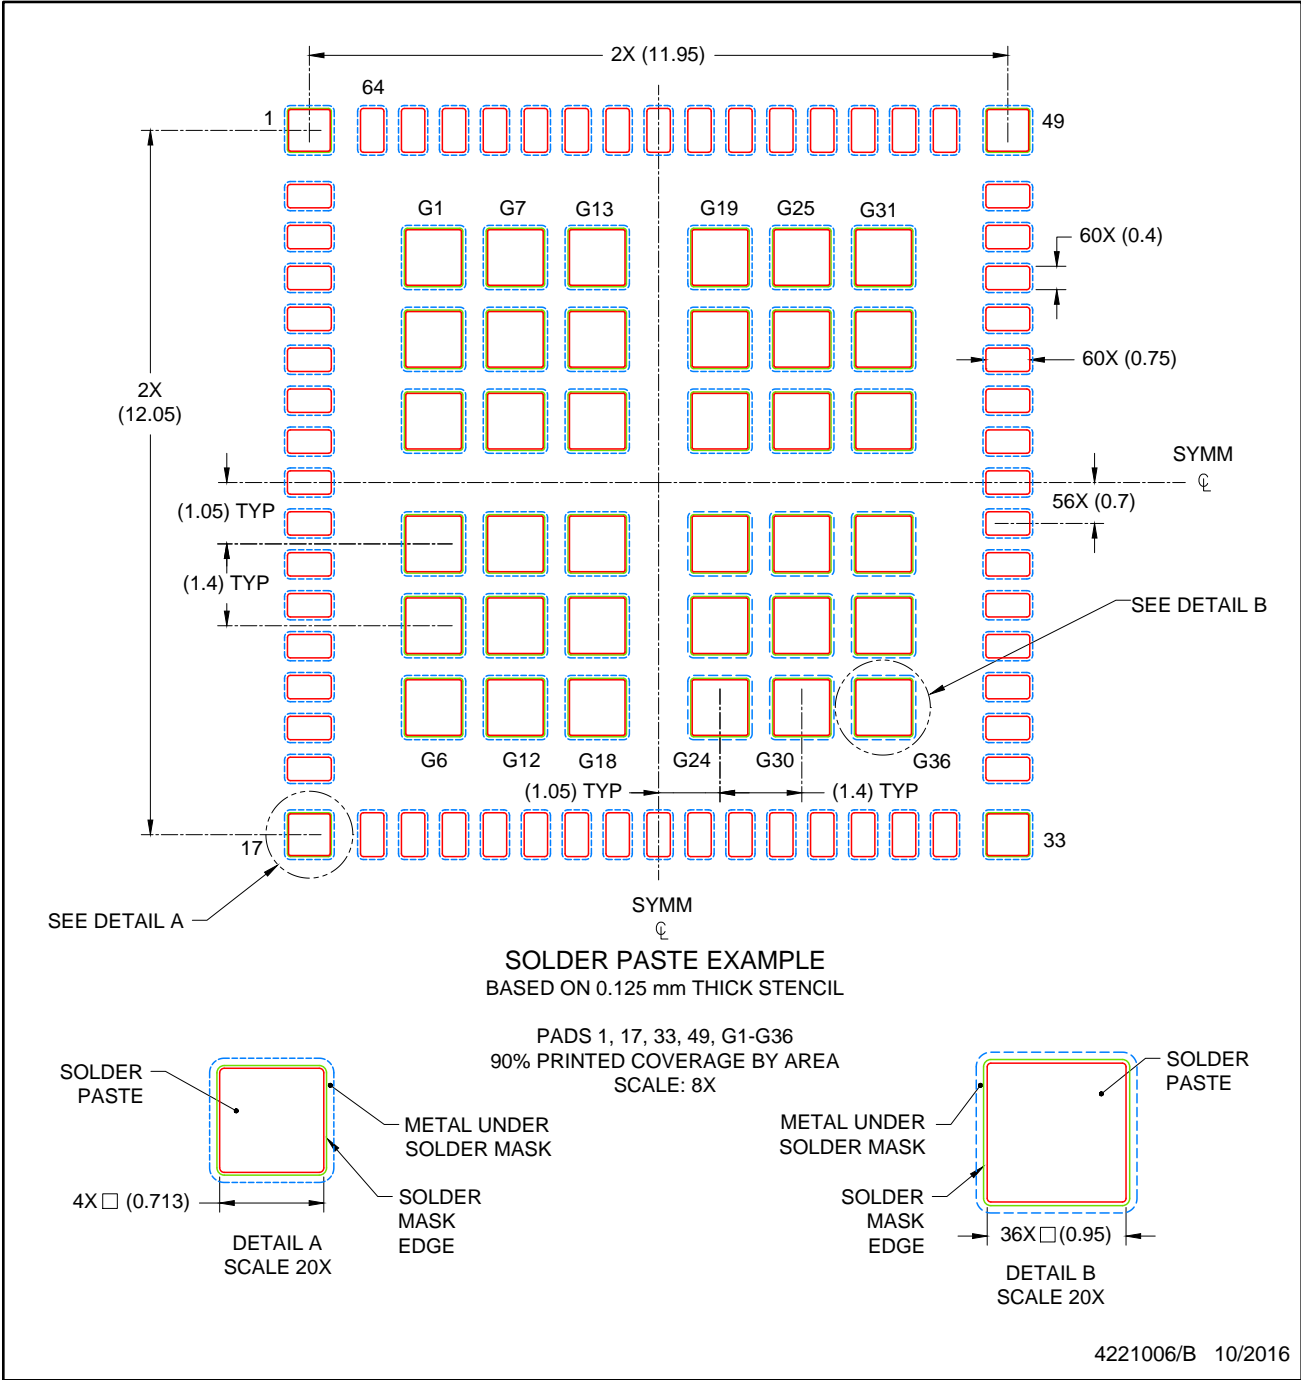 2X (11.95)
64
1
49
G1
G7
G13
G19
G25
G31
60X (0.4)
60X (0.75)
2X
(12.05)
SYMM
℄
(1.05) TYP
56X (0.7)
(1.4) TYP
SEE DETAIL B
G6
G12
G18
G24
G30
G36
(1.05) TYP
(1.4) TYP
17
33
SEE DETAIL A
SYMM
℄
SOLDER PASTE EXAMPLE
BASED ON 0.125 mm THICK STENCIL
PADS 1, 17, 33, 49, G1-G36
90% PRINTED COVERAGE BY AREA
SCALE: 8X
SOLDER
PASTE
METAL UNDER
SOLDER MASK
SOLDER
MASK
EDGE
4X □ (0.713)
DETAIL A
SCALE 20X
SOLDER
PASTE
METAL UNDER
SOLDER MASK
SOLDER
MASK
EDGE
36X □ (0.95)
DETAIL B
SCALE 20X
4221006/B 10/2016